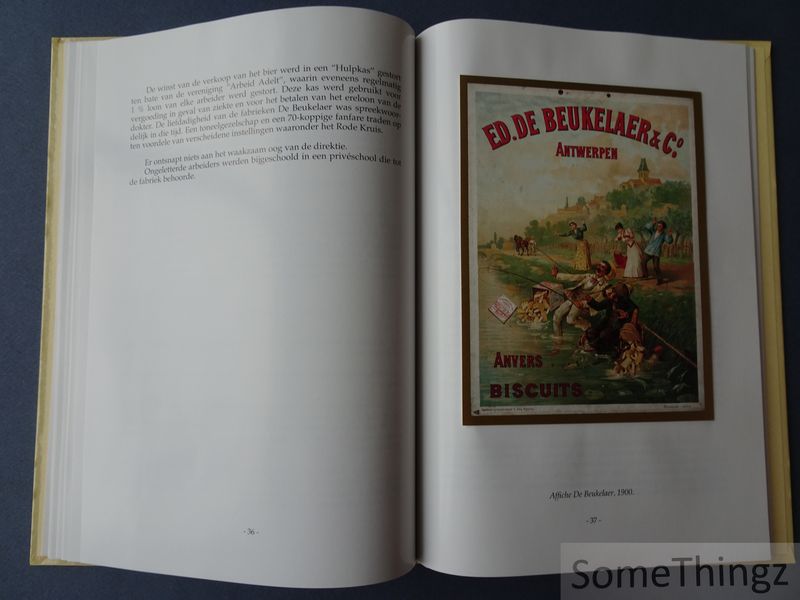 De winst van de verkoop van het bier werd in een "Hulpkas" gestort
ten bate van de vereniging "Arbeid Adelt", waarin eveneens regelmatig
1 % loon van elke arbeider werd gestort. Deze kas werd gebruikt voor
vergoeding in geval van ziekte en voor het betalen van het ereloon van de
dokter. De liefdadigheid van de fabrieken De Beukelaer was spreekwoor-
delijk in die tijd. Een toneelgezelschap en een 70-koppige fanfare traden op
ten voordele van verscheidene instellingen waaronder het Rode Kruis.
Er ontsnapt niets aan het waakzaam oog van de direktie.
Ongeletterde arbeiders werden bijgeschoold in een privéschool die tot
de fabriek behoorde.
- 36 -
ED. DE BEUKELAER & Cº
ANTWERPEN
ANVERS
BISCUITS
Affiche De Beukelaer, 1900.
- 37 -
SomeThingz